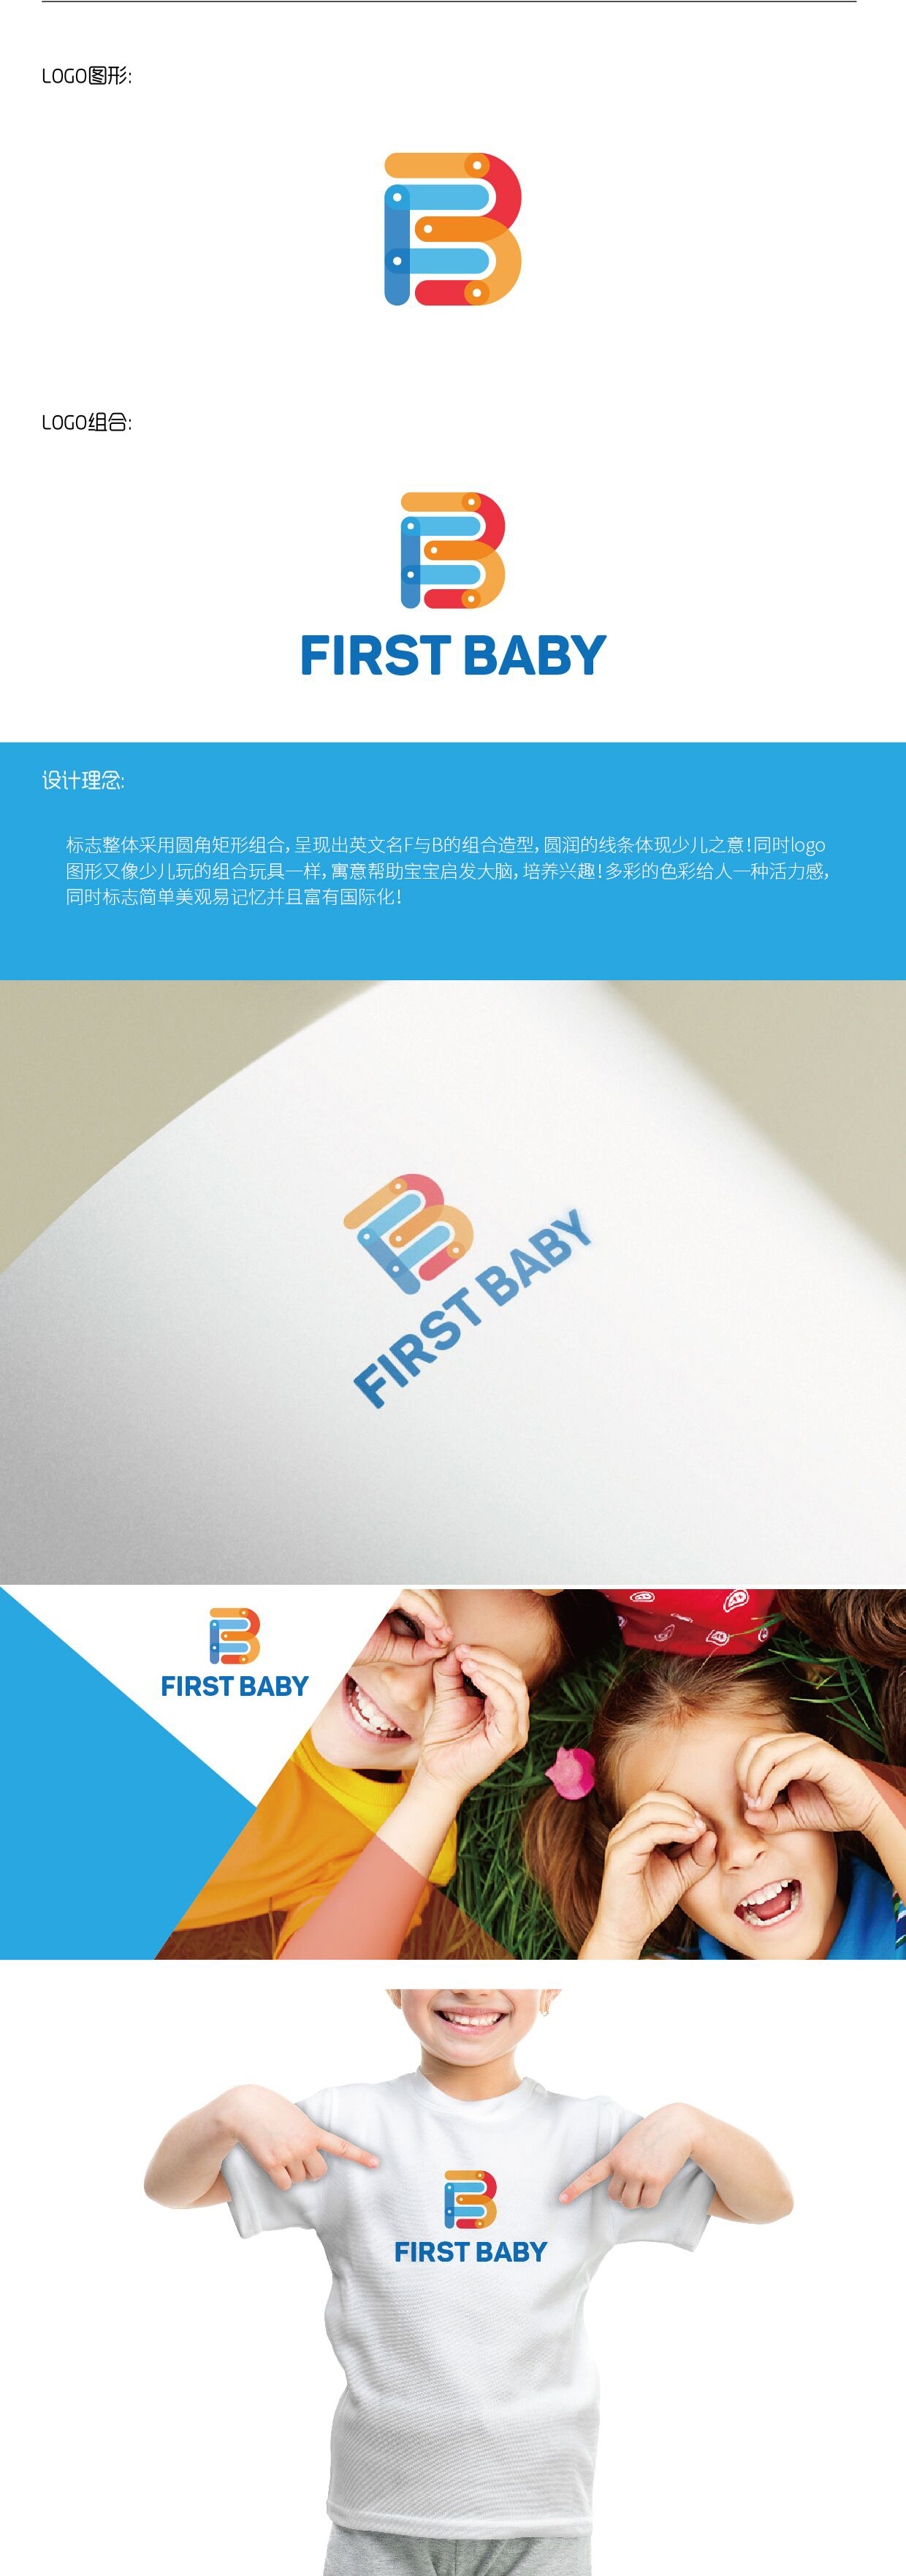 LOGO图形:
LOGO组合:
FIRST BABY
设计理念:
标志整体采用圆角矩形组合，呈现出英文名F与B的组合造型，圆润的线条体现少儿之意！同时logo
图形又像少儿玩的组合玩具一样，寓意帮助宝宝启发大脑，培养兴趣！多彩的色彩给人一种活力感，
同时标志简单美观易记忆并且富有国际化！
FIRST BABY
FIRST BABY
FIRST BABY